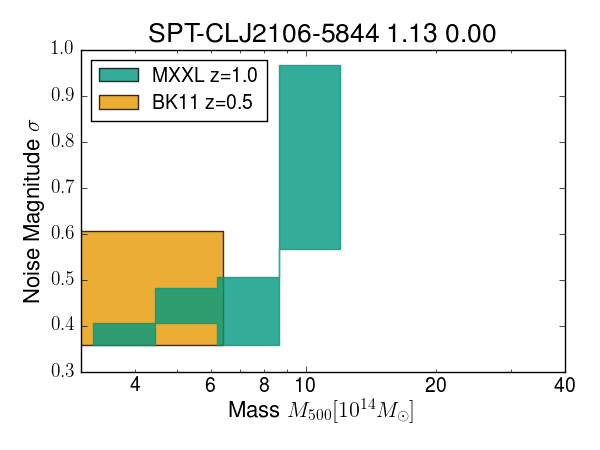 SPT-CLJ2106-5844 1.13 0.00
1.0
0.9
0.8
0.7
0.6
0.5
0.4
0.3
Noise Magnitude σ
MXXL z=1.0
BK11 z=0.5
4 6 8 10 20 40
Mass M₅₀₀[10¹⁴M⊙]